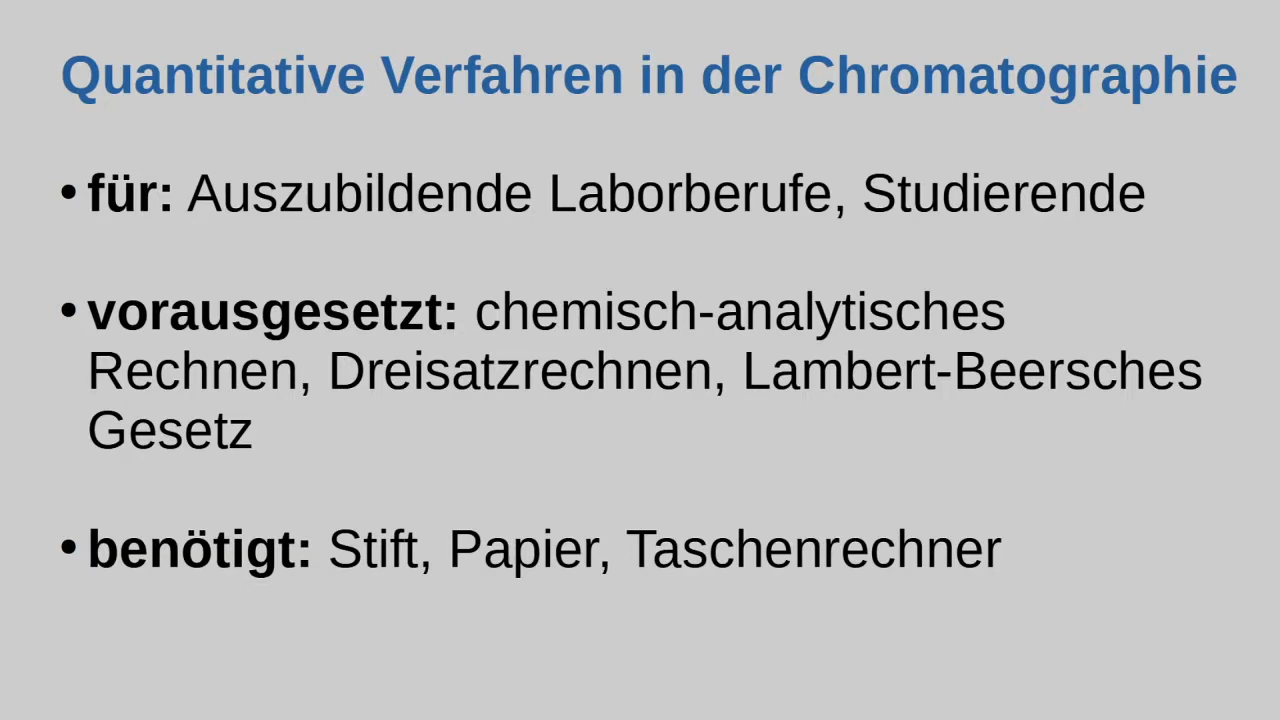 Quantitative Verfahren in der Chromatographie
• für: Auszubildende Laborberufe, Studierende
• vorausgesetzt: chemisch-analytisches
Rechnen, Dreisatzrechnen, Lambert-Beersches
Gesetz
• benötigt: Stift, Papier, Taschenrechner